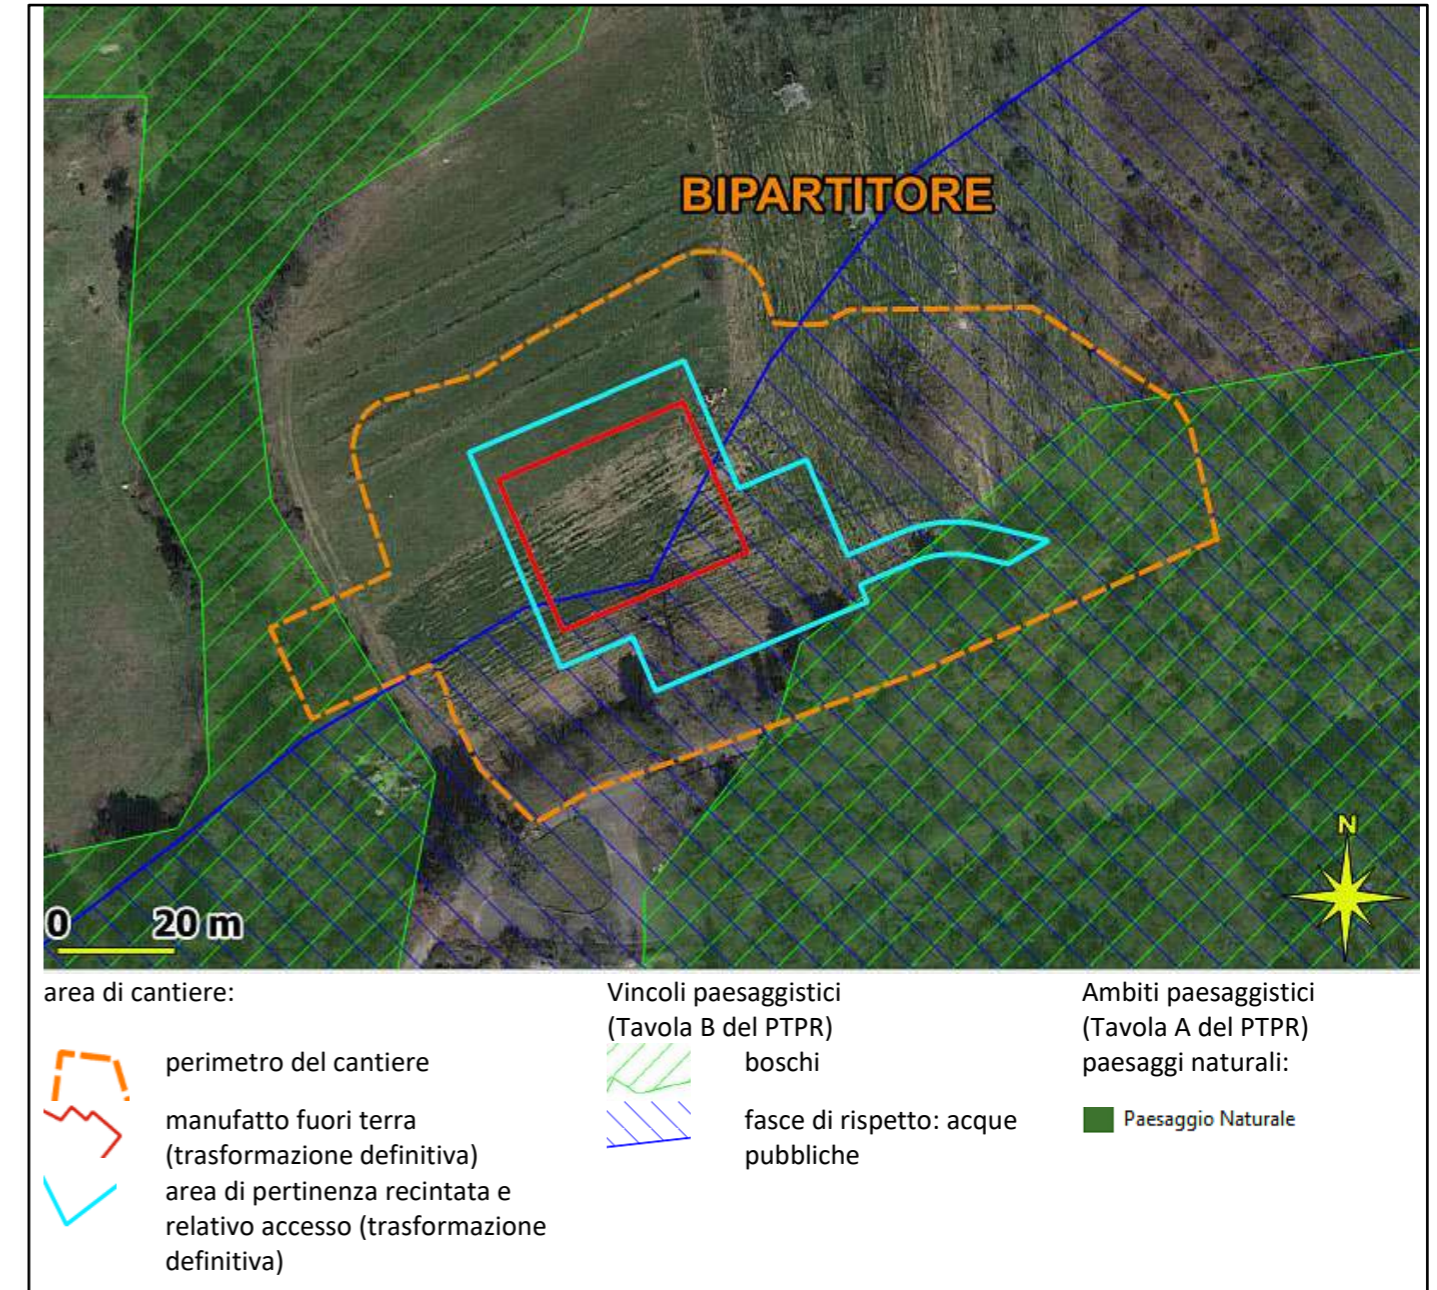 BIPARTITORE
N
0 20 m
area di cantiere:
perimetro del cantiere
manufatto fuori terra
(trasformazione definitiva)
area di pertinenza recintata e
relativo accesso (trasformazione
definitiva)
Vincoli paesaggistici
(Tavola B del PTPR)
boschi
fasce di rispetto: acque
pubbliche
Ambiti paesaggistici
(Tavola A del PTPR)
paesaggi naturali:
Paesaggio Naturale